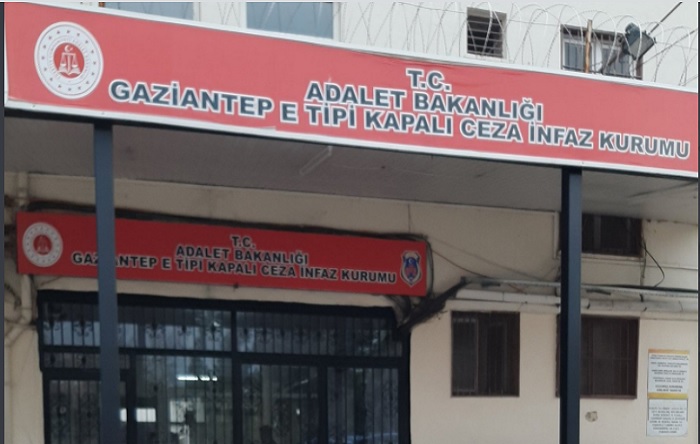 T.C.
ADALET BAKANLIĞI
GAZİANTEP E TİPİ KAPALI CEZA İNFAZ KURUMU
T.C.
ADALET BAKANLIĞI
GAZİANTEP E TİPİ KAPALI CEZA İNFAZ KURUMU